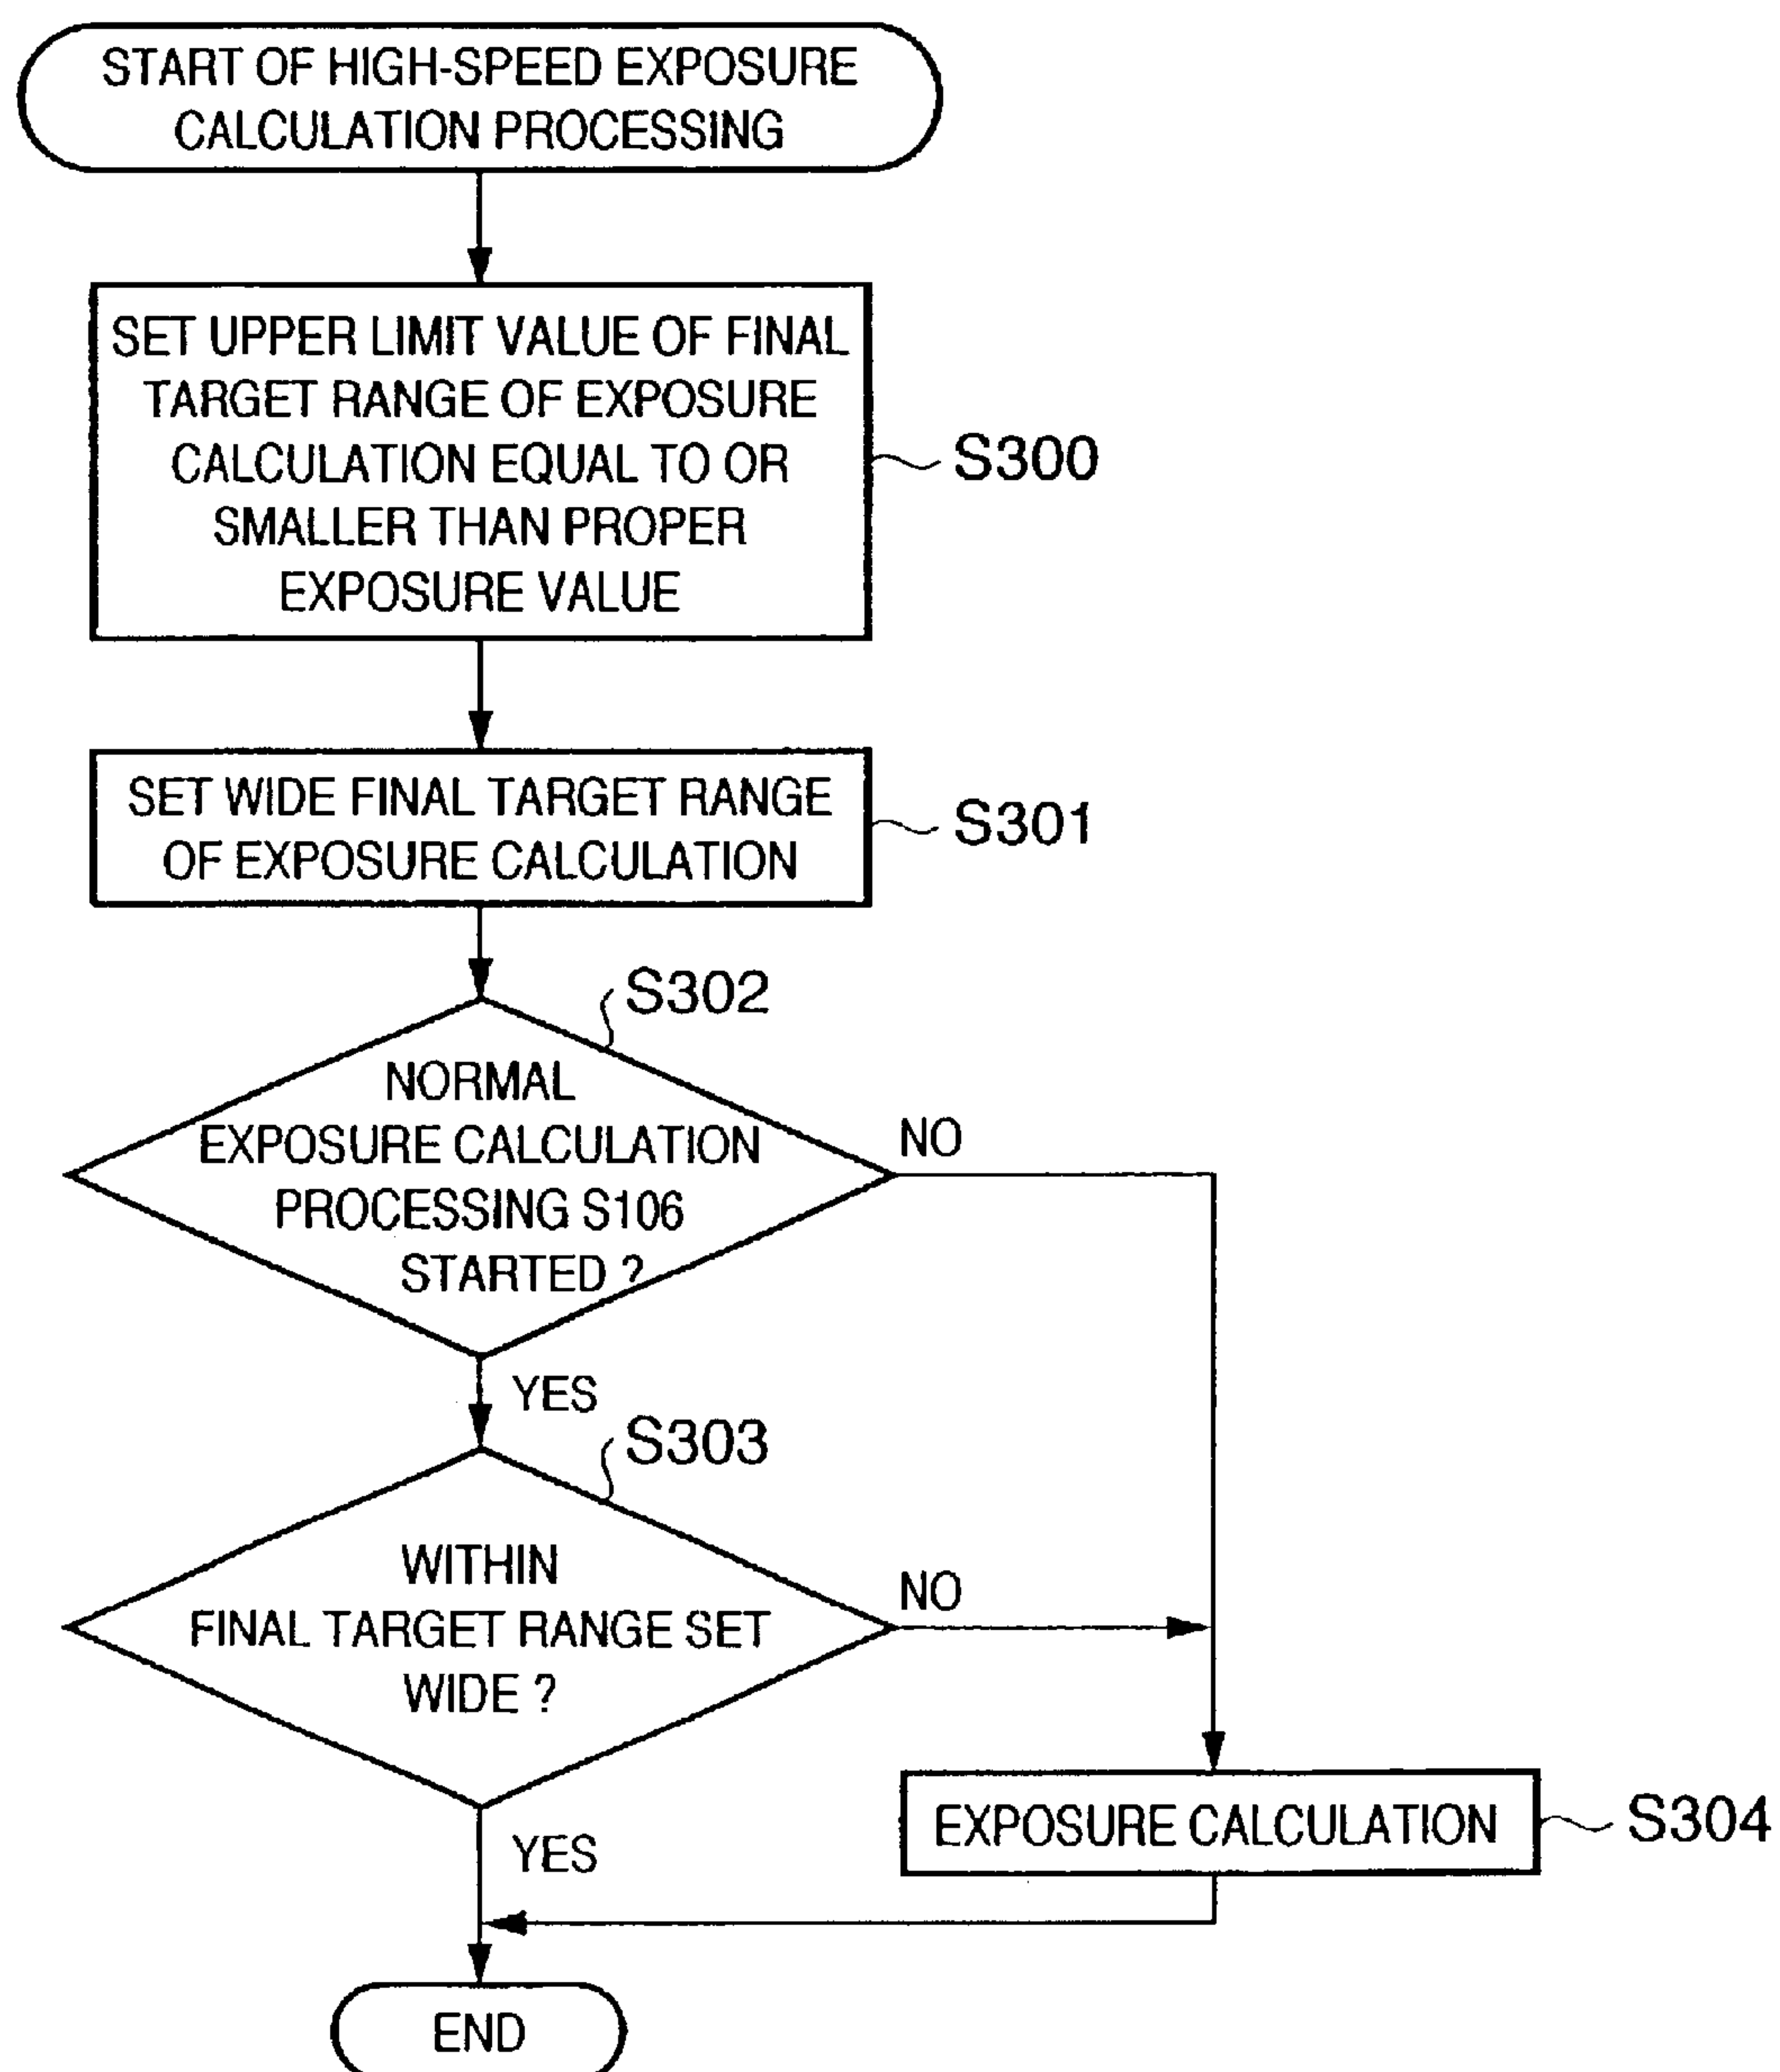 START OF HIGH-SPEED EXPOSURE
CALCULATION PROCESSING
SET UPPER LIMIT VALUE OF FINAL
TARGET RANGE OF EXPOSURE
CALCULATION EQUAL TO OR
SMALLER THAN PROPER
EXPOSURE VALUE
S300
SET WIDE FINAL TARGET RANGE
OF EXPOSURE CALCULATION
S301
S302
NORMAL
EXPOSURE CALCULATION
PROCESSING S106
STARTED ?
NO
YES
S303
WITHIN
FINAL TARGET RANGE SET
WIDE ?
NO
YES
EXPOSURE CALCULATION
S304
END